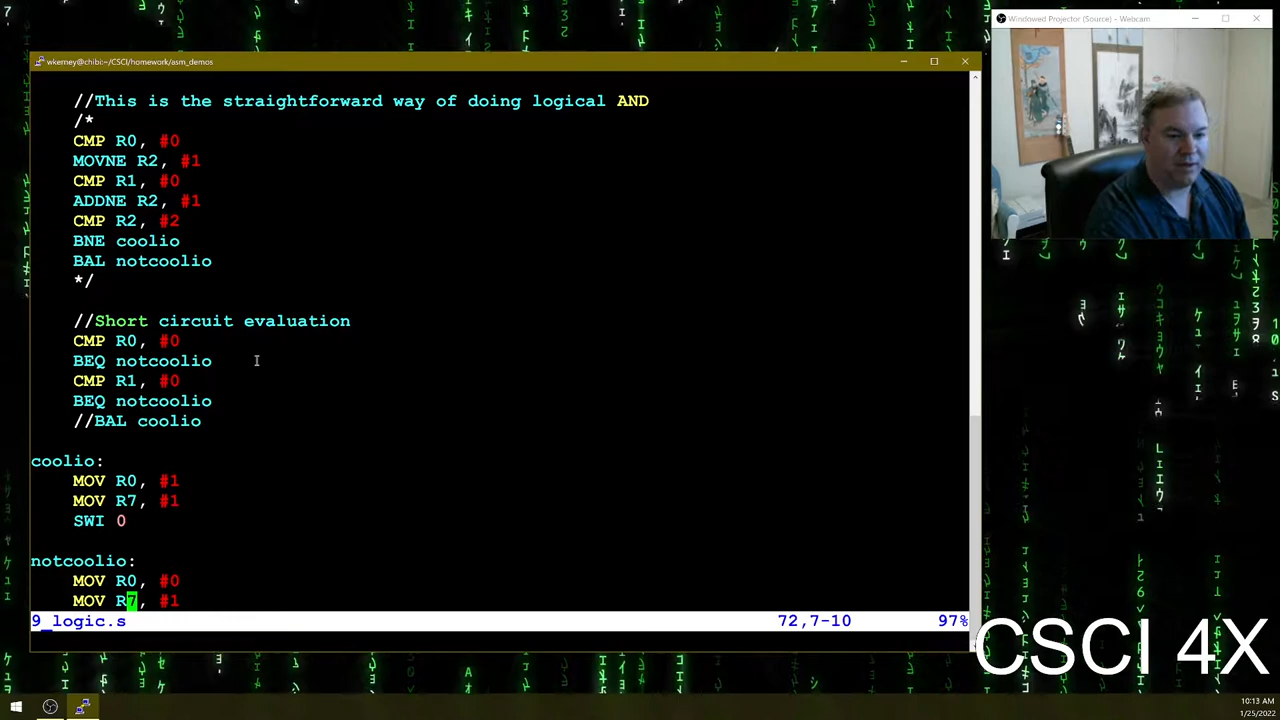 Windowed Projector (Source) - Webcam
wkerney@chibi:~/CSCI/homework/asm_demos
//This is the straightforward way of doing logical AND
/*
CMP R0, #0
MOVNE R2, #1
CMP R1, #0
ADDNE R2, #1
CMP R2, #2
BNE coolio
BAL notcoolio
*/
//Short circuit evaluation
CMP R0, #0
BEQ notcoolio
CMP R1, #0
BEQ notcoolio
//BAL coolio
coolio:
MOV R0, #1
MOV R7, #1
SWI 0
notcoolio:
MOV R0, #0
MOV R7, #1
9_logic.s 72,7-10 97%
CSCI 4X
10:13 AM
1/25/2022